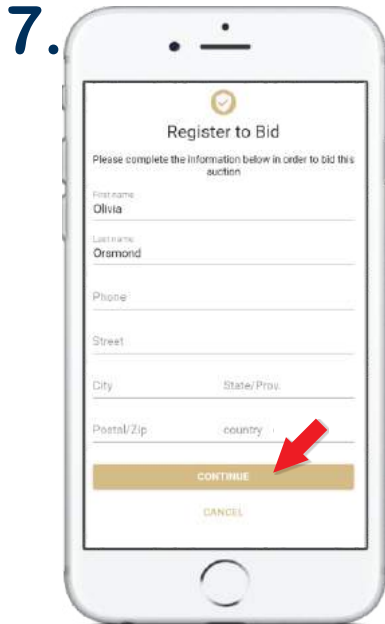 7.
Register to Bid
Please complete the information below in order to bid this
auction
First name
Olivia
Last name
Orsmond
Phone
Street
City State/Prov.
Postal/Zip country
CONTINUE
CANCEL